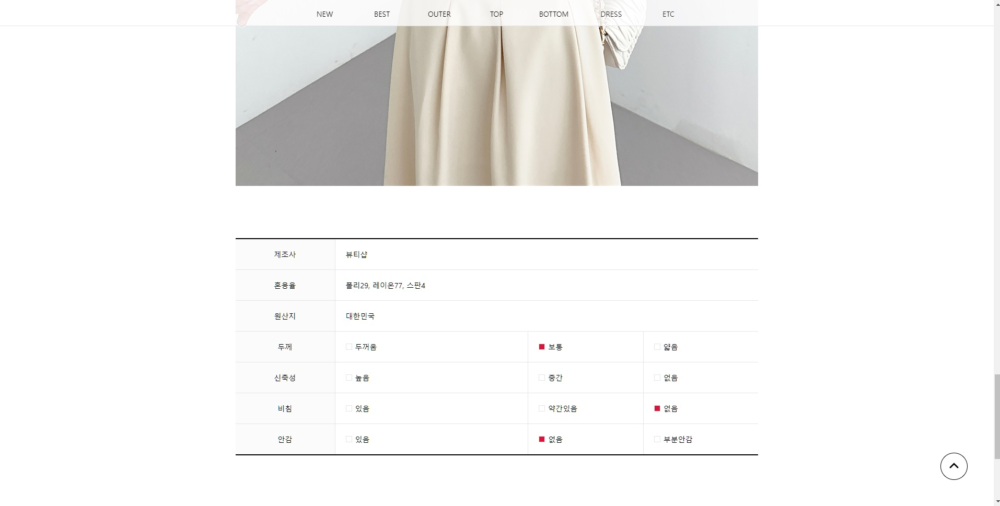 NEW BEST OUTER TOP BOTTOM DRESS ETC
제조사 뷰티샵
혼용율 폴리29, 레이온77, 스판4
원산지 대한민국
두께 두꺼움 보통 얇음
신축성 높음 중간 없음
비침 있음 약간있음 없음
안감 있음 없음 부분안감